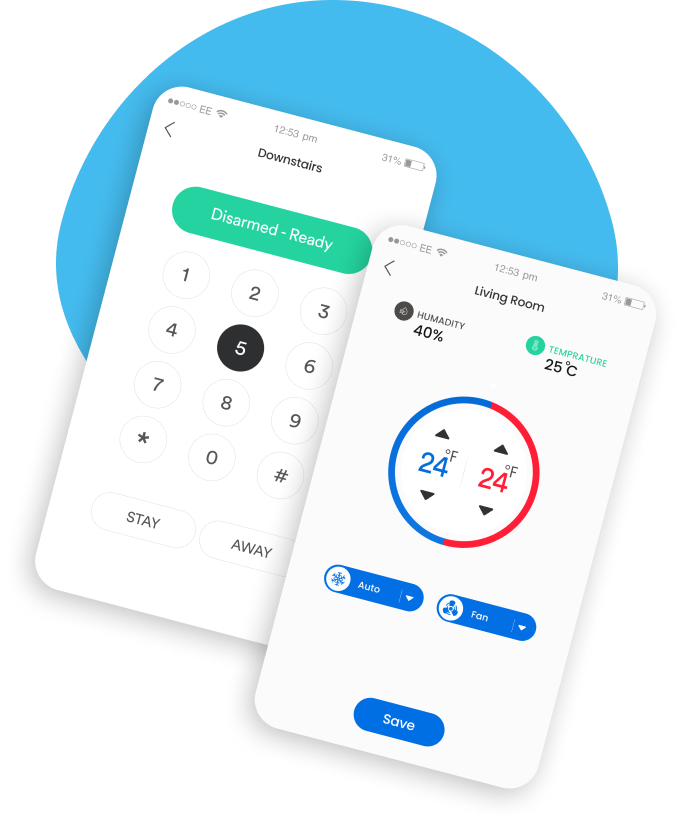 EE
12:53 pm
31%
Downstairs
Disarmed - Ready
1 2 3
4 5 6
7 8 9
* 0 #
STAY AWAY
EE
12:53 pm
31%
Living Room
HUMADITY
40%
TEMPRATURE
25°C
24°F 24°F
Auto Fan
Save